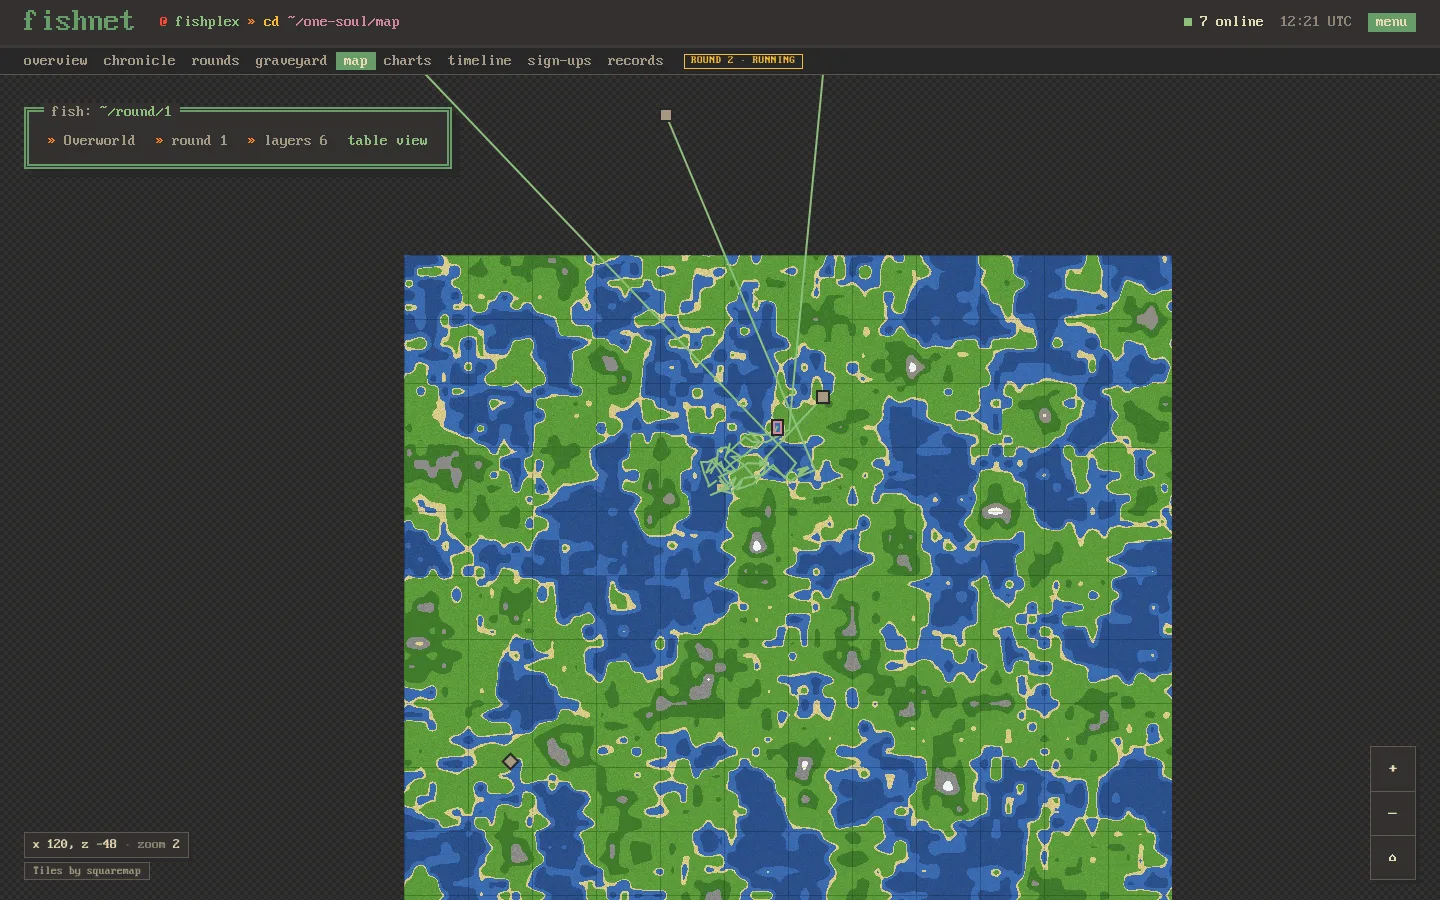 fishnet @ fishplex » cd ~/one-soul/map 7 online 12:21 UTC menu
overview chronicle rounds graveyard map charts timeline sign-ups records ROUND 2 · RUNNING
fish: ~/round/1
» Overworld » round 1 » layers 6 table view
+
−
x 120, z -48 · zoom 2
Tiles by squaremap